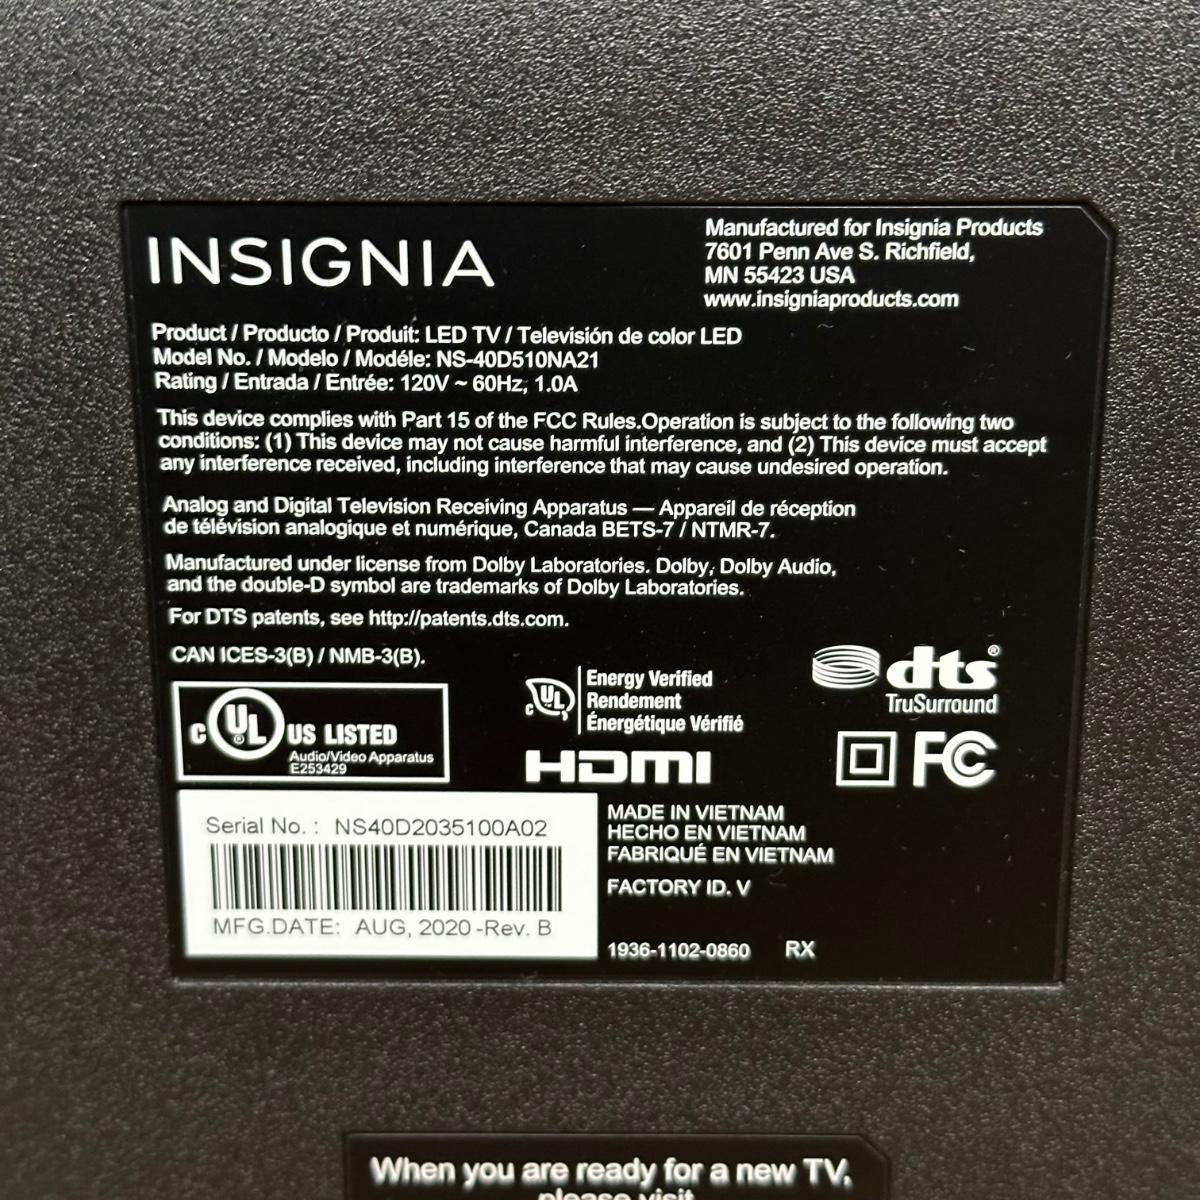 INSIGNIA
Manufactured for Insignia Products
7601 Penn Ave S. Richfield,
MN 55423 USA
www.insigniaproducts.com
Product / Producto / Produit: LED TV / Televisión de color LED
Model No. / Modelo / Modéle: NS-40D510NA21
Rating / Entrada / Entrée: 120V ~ 60Hz, 1.0A
This device complies with Part 15 of the FCC Rules.Operation is subject to the following two
conditions: (1) This device may not cause harmful interference, and (2) This device must accept
any interference received, including interference that may cause undesired operation.
Analog and Digital Television Receiving Apparatus — Appareil de réception
de télévision analogique et numérique, Canada BETS-7 / NTMR-7.
Manufactured under license from Dolby Laboratories. Dolby, Dolby Audio,
and the double-D symbol are trademarks of Dolby Laboratories.
For DTS patents, see http://patents.dts.com.
CAN ICES-3(B) / NMB-3(B).
c UL ® US LISTED
Audio/Video Apparatus
E253429
c UL
Energy Verified
Rendement
Énergétique Vérifié
HDMI
dts®
TruSurround
FC
Serial No. : NS40D2035100A02
MFG.DATE: AUG, 2020 -Rev. B
MADE IN VIETNAM
HECHO EN VIETNAM
FABRIQUÉ EN VIETNAM
FACTORY ID. V
1936-1102-0860 RX
When you are ready for a new TV,
please visit